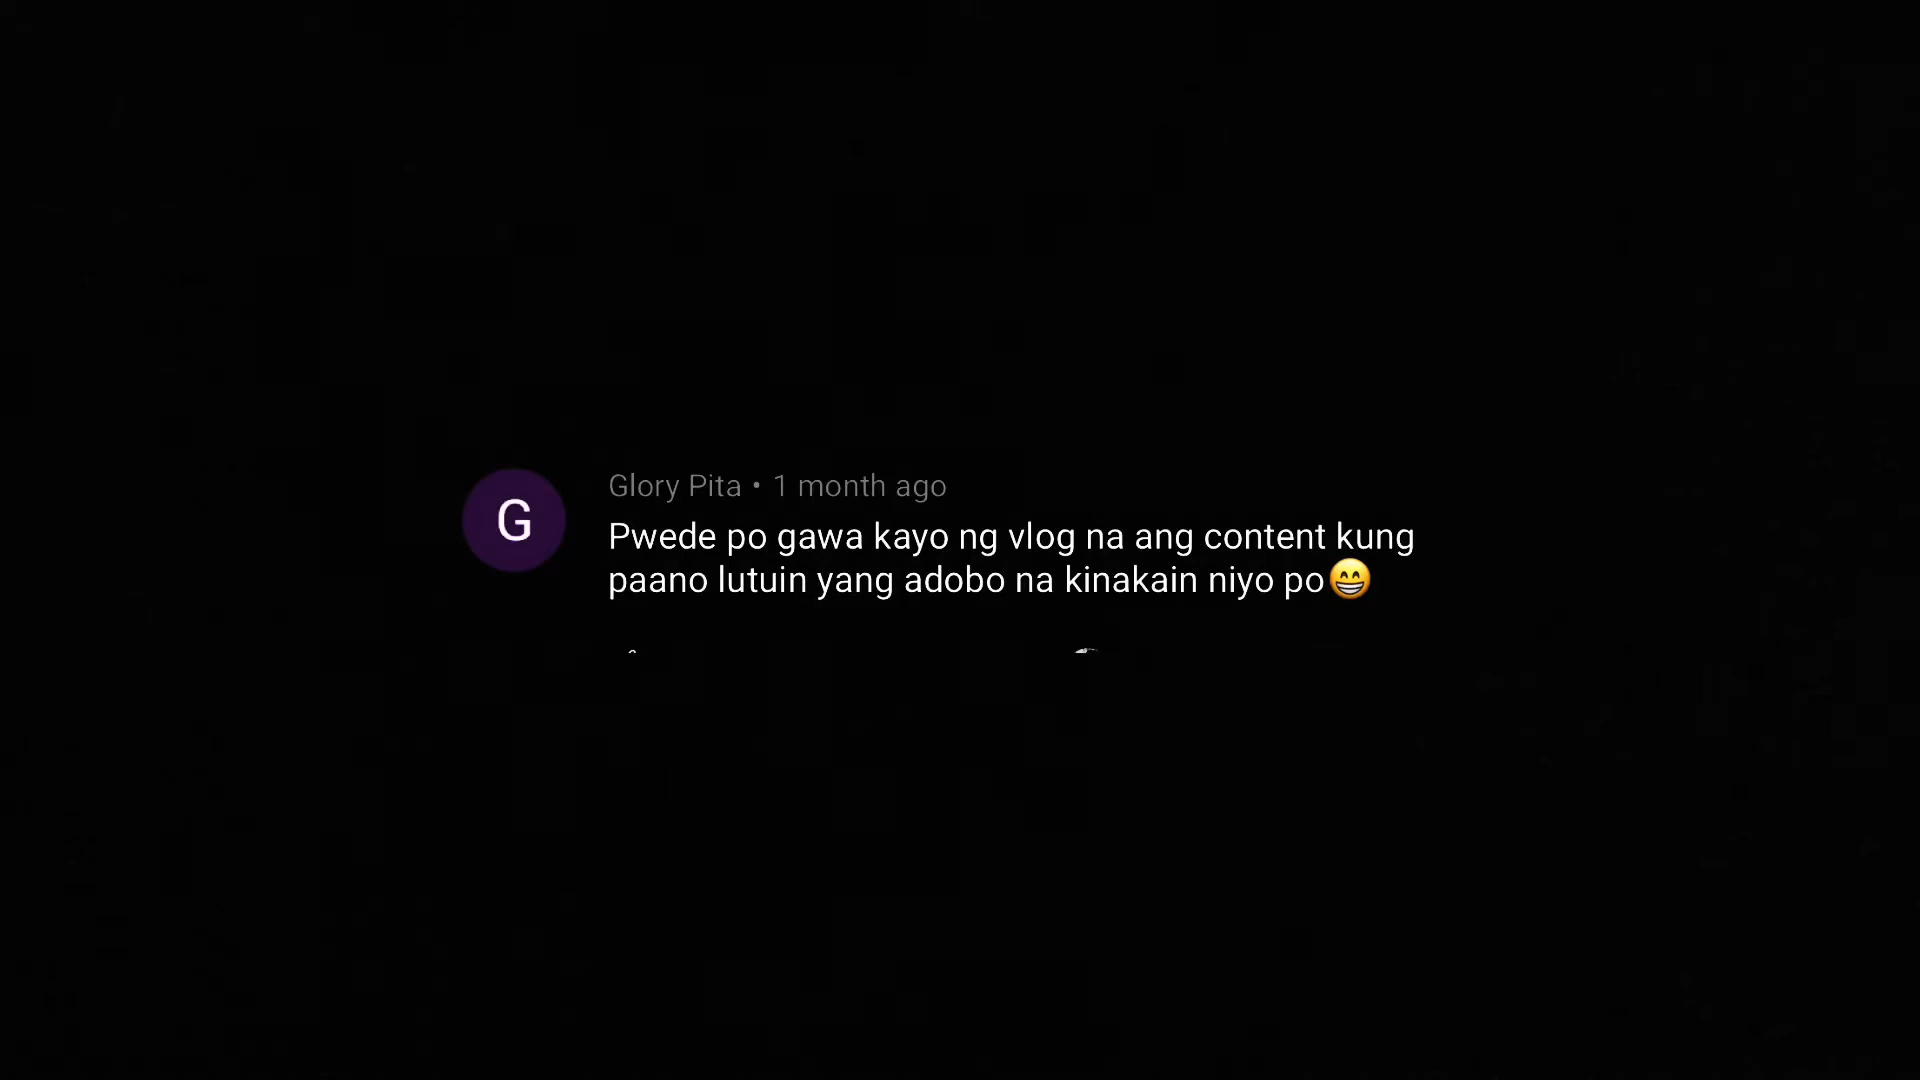 G
Glory Pita • 1 month ago
Pwede po gawa kayo ng vlog na ang content kung
paano lutuin yang adobo na kinakain niyo po😁